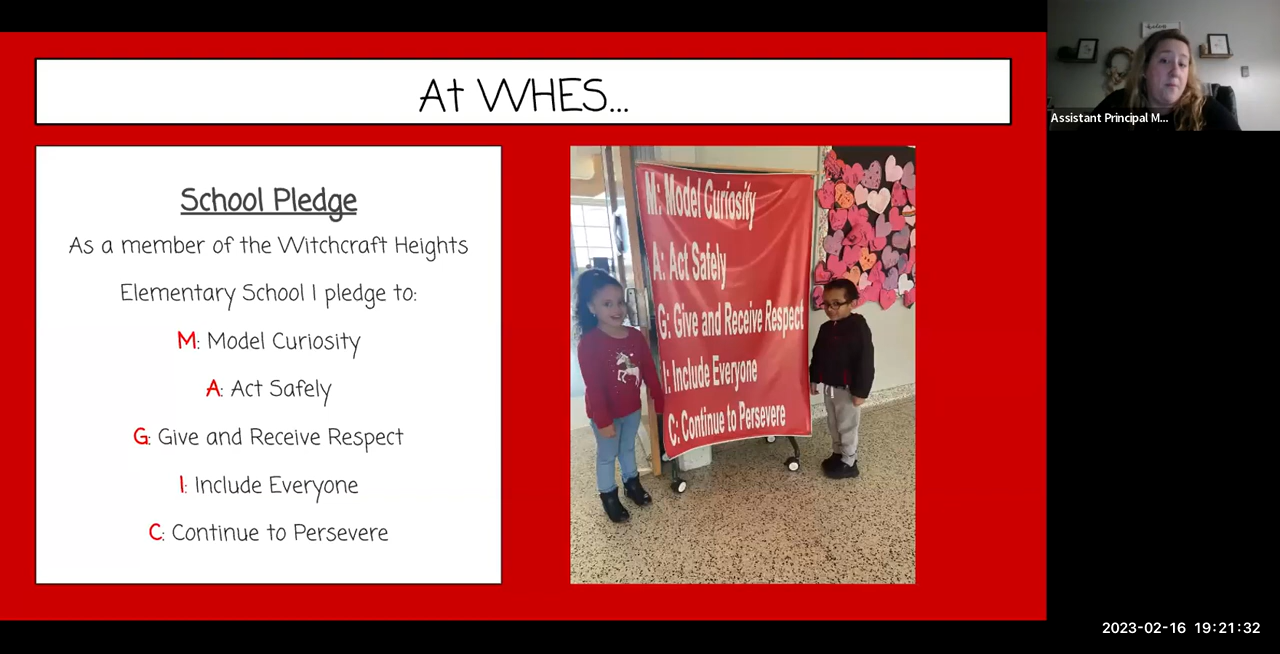 At WHES...
School Pledge
As a member of the Witchcraft Heights
Elementary School I pledge to:
M: Model Curiosity
A: Act Safely
G: Give and Receive Respect
I: Include Everyone
C: Continue to Persevere
M: Model Curiosity
A: Act Safely
G: Give and Receive Respect
I: Include Everyone
C: Continue to Persevere
Assistant Principal M...
2023-02-16 19:21:32